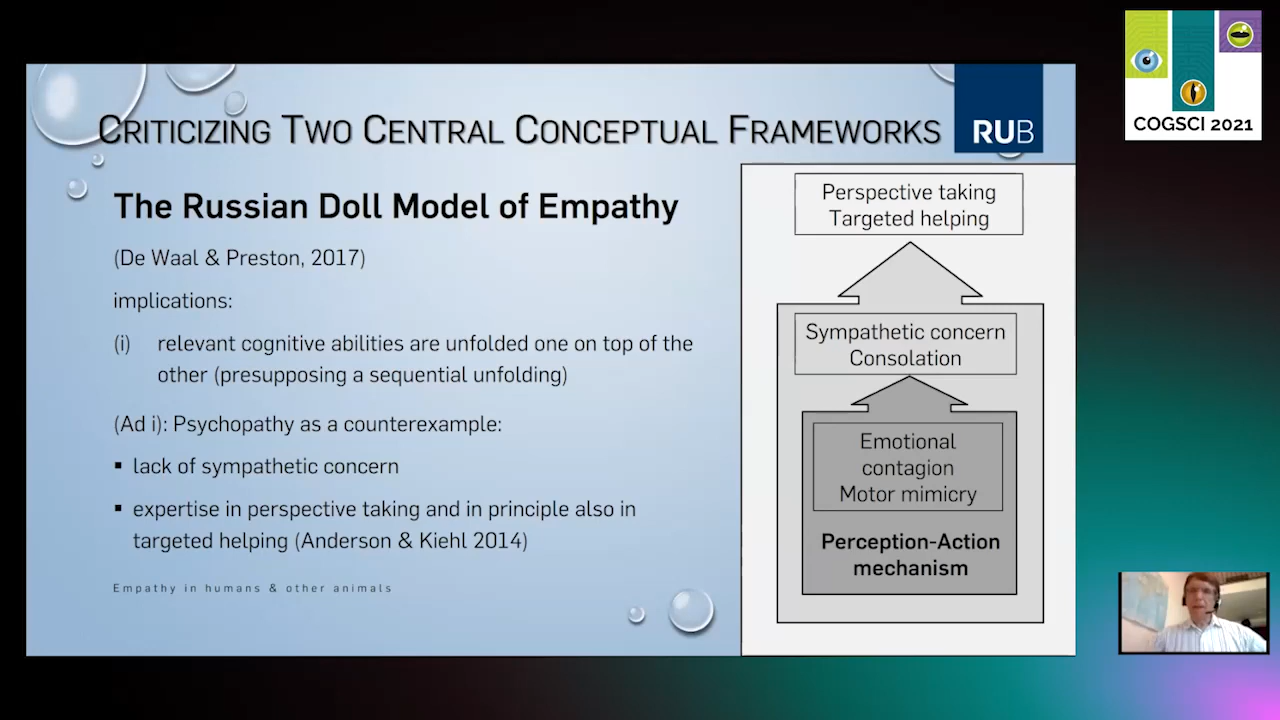 CRITICIZING TWO CENTRAL CONCEPTUAL FRAMEWORKS
RUB
The Russian Doll Model of Empathy
(De Waal & Preston, 2017)
implications:
(i) relevant cognitive abilities are unfolded one on top of the
other (presupposing a sequential unfolding)
(Ad i): Psychopathy as a counterexample:
▪ lack of sympathetic concern
▪ expertise in perspective taking and in principle also in
targeted helping (Anderson & Kiehl 2014)
Empathy in humans & other animals
Perspective taking
Targeted helping
Sympathetic concern
Consolation
Emotional
contagion
Motor mimicry
Perception-Action
mechanism
COGSCI 2021